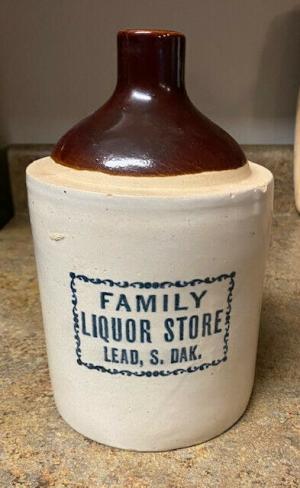 FAMILY
LIQUOR STORE
LEAD, S. DAK.